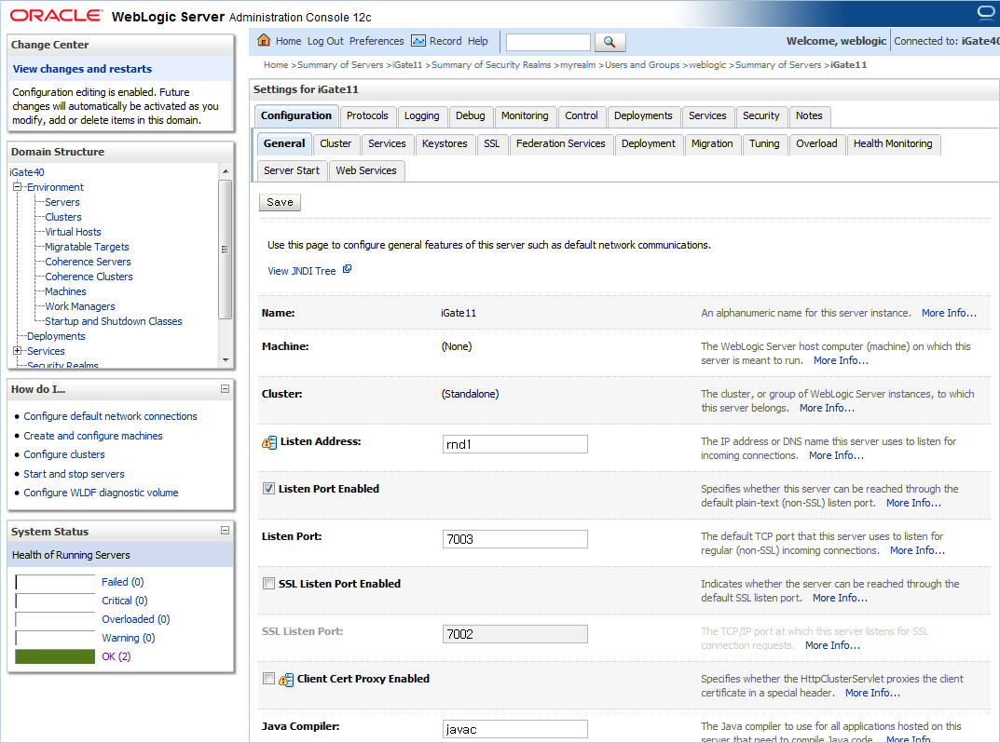 ORACLE® WebLogic Server Administration Console 12c
Change Center
View changes and restarts
Configuration editing is enabled. Future
changes will automatically be activated as you
modify, add or delete items in this domain.
Domain Structure
iGate40
Environment
Servers
Clusters
Virtual Hosts
Migratable Targets
Coherence Servers
Coherence Clusters
Machines
Work Managers
Startup and Shutdown Classes
Deployments
Services
Security Realms
How do I...
Configure default network connections
Create and configure machines
Configure clusters
Start and stop servers
Configure WLDF diagnostic volume
System Status
Health of Running Servers
Failed (0)
Critical (0)
Overloaded (0)
Warning (0)
OK (2)
Home Log Out Preferences Record Help
Welcome, weblogic Connected to: iGate40
Home >Summary of Servers >iGate11 >Summary of Security Realms >myrealm >Users and Groups >weblogic >Summary of Servers >iGate11
Settings for iGate11
Configuration Protocols Logging Debug Monitoring Control Deployments Services Security Notes
General Cluster Services Keystores SSL Federation Services Deployment Migration Tuning Overload Health Monitoring
Server Start Web Services
Save
Use this page to configure general features of this server such as default network communications.
View JNDI Tree
Name: iGate11 An alphanumeric name for this server instance. More Info...
Machine: (None) The WebLogic Server host computer (machine) on which this
server is meant to run. More Info...
Cluster: (Standalone) The cluster, or group of WebLogic Server instances, to which
this server belongs. More Info...
Listen Address: rnd1 The IP address or DNS name this server uses to listen for
incoming connections. More Info...
Listen Port Enabled Specifies whether this server can be reached through the
default plain-text (non-SSL) listen port. More Info...
Listen Port: 7003 The default TCP port that this server uses to listen for
regular (non-SSL) incoming connections. More Info...
SSL Listen Port Enabled Indicates whether the server can be reached through the
default SSL listen port. More Info...
SSL Listen Port: 7002 The TCP/IP port at which this server listens for SSL
connection requests. More Info...
Client Cert Proxy Enabled Specifies whether the HttpClusterServlet proxies the client
certificate in a special header. More Info...
Java Compiler: javac The Java compiler to use for all applications hosted on this
server that need to compile Java code. More Info...